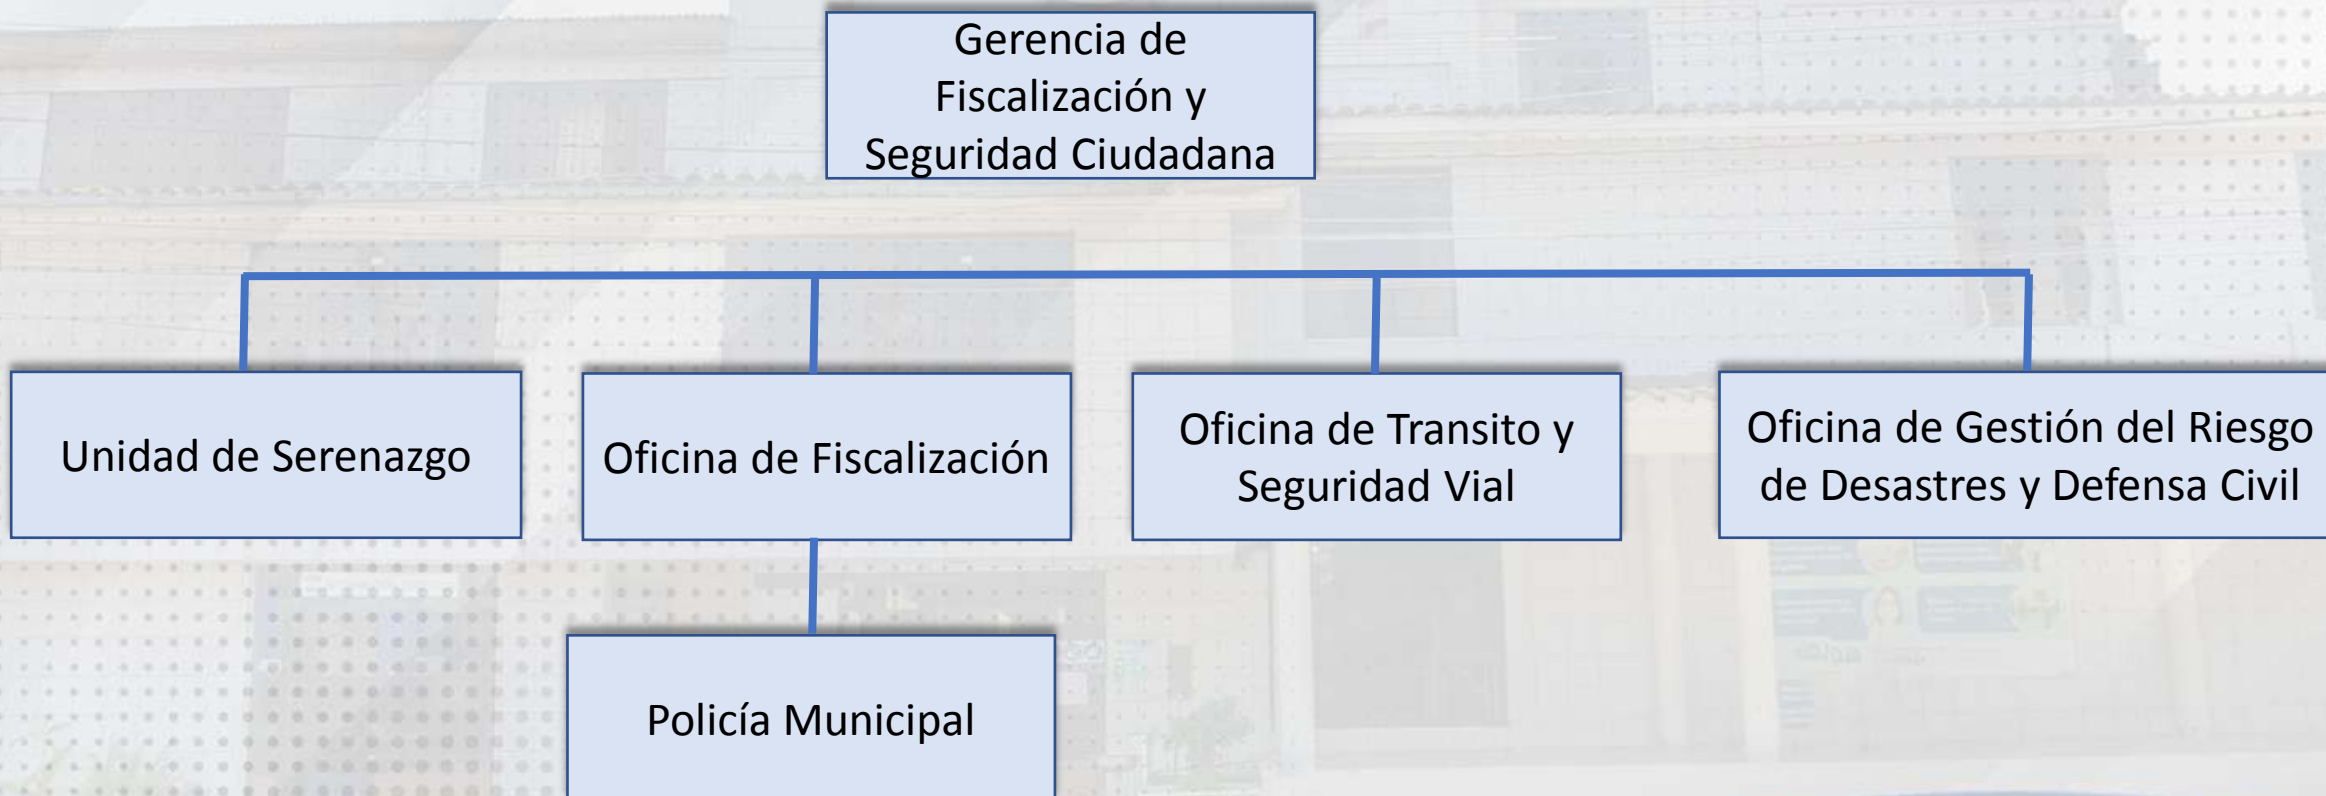 Gerencia de
Fiscalización y
Seguridad Ciudadana
Unidad de Serenazgo
Oficina de Fiscalización
Oficina de Transito y
Seguridad Vial
Oficina de Gestión del Riesgo
de Desastres y Defensa Civil
Policía Municipal